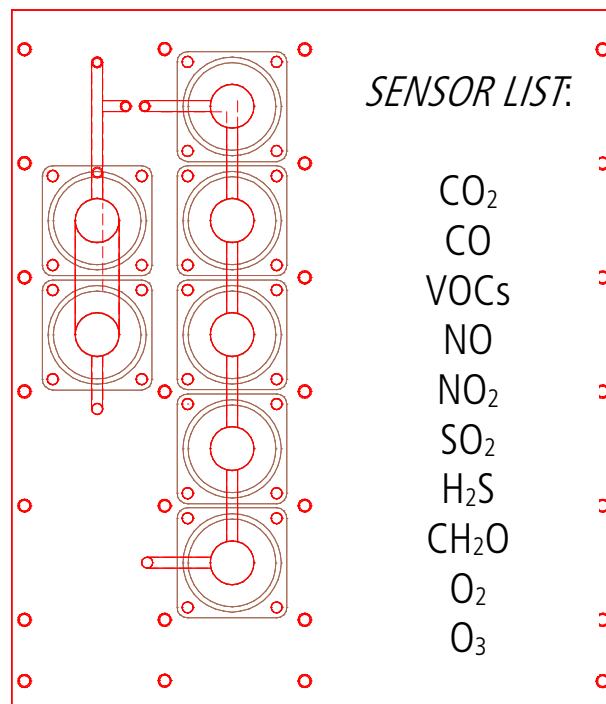 SENSOR LIST:
CO₂
CO
VOCs
NO
NO₂
SO₂
H₂S
CH₂O
O₂
O₃